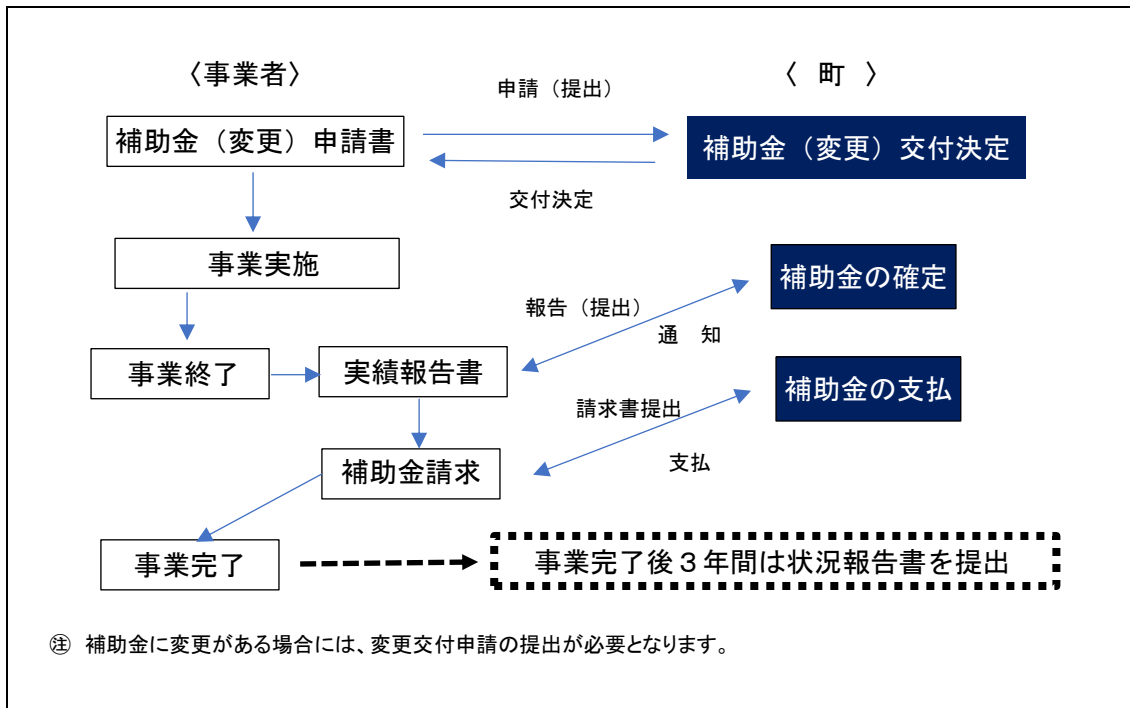 〈事業者〉
〈 町 〉
申請（提出）
補助金（変更）申請書
補助金（変更）交付決定
交付決定
事業実施
補助金の確定
報告（提出）
通 知
事業終了
実績報告書
補助金の支払
請求書提出
補助金請求
支払
事業完了
事業完了後３年間は状況報告書を提出
㊟ 補助金に変更がある場合には、変更交付申請の提出が必要となります。